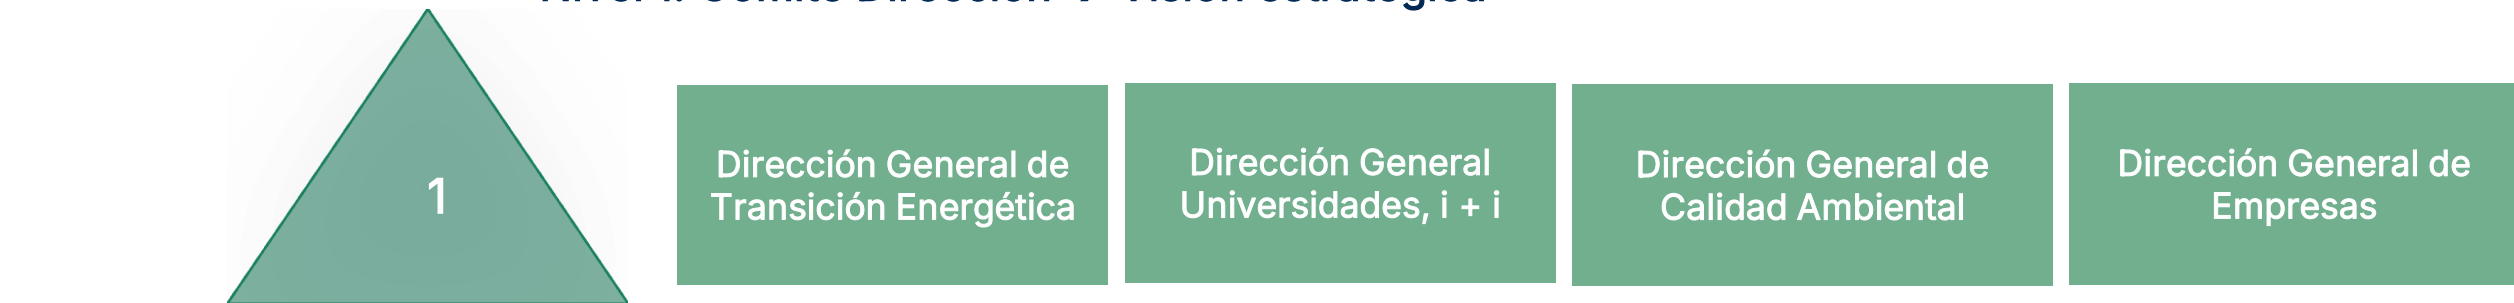 1
Dirección General de
Transición Energética
Dirección General
Universidades, i + i
Dirección General de
Calidad Ambiental
Dirección General de
Empresas